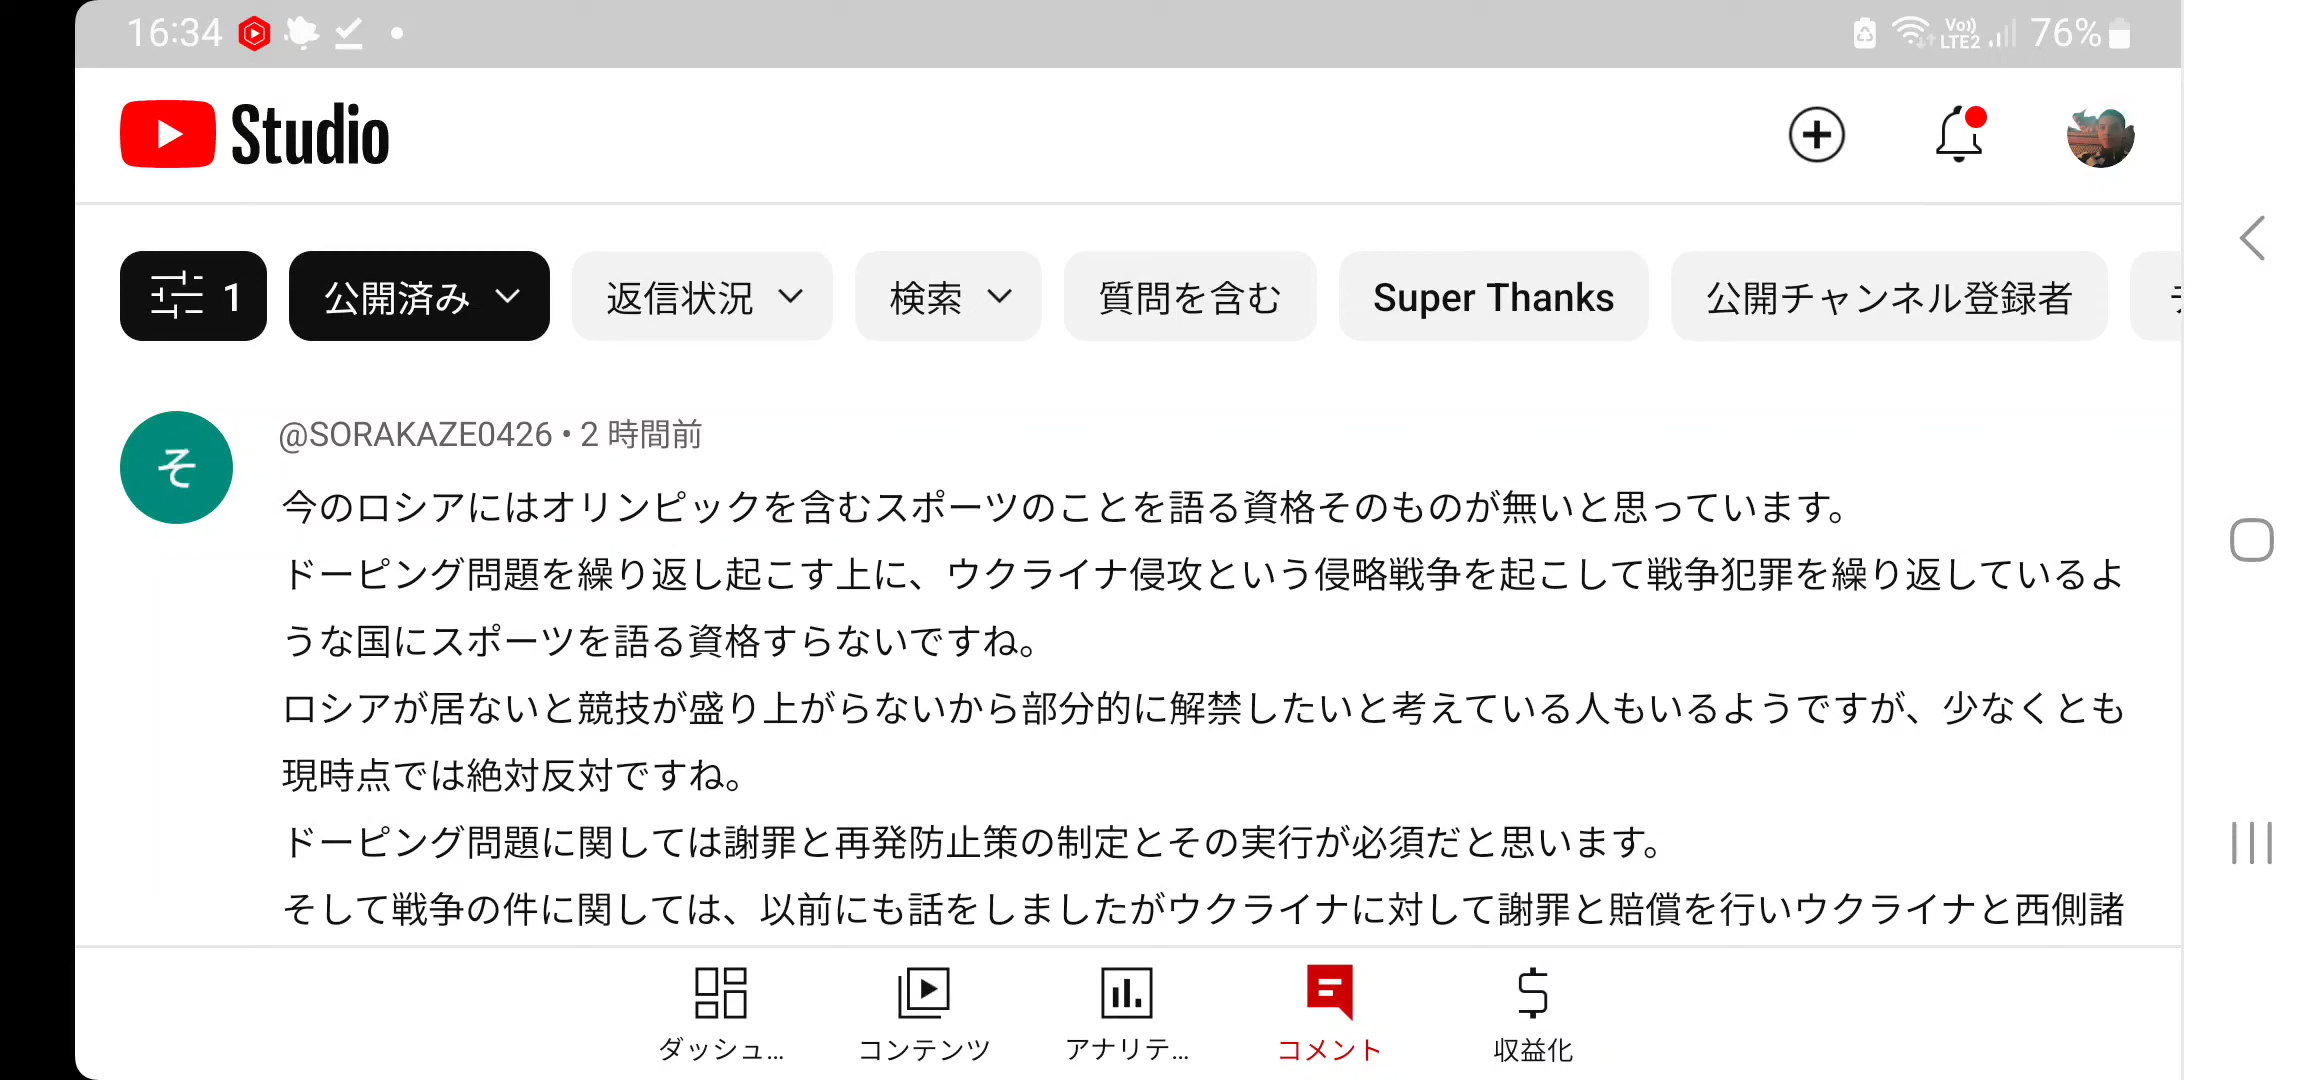 16:34
Vo))
LTE2
76%
Studio
1
公開済み
返信状況
検索
質問を含む
Super Thanks
公開チャンネル登録者
そ
@SORAKAZE0426 • 2 時間前
今のロシアにはオリンピックを含むスポーツのことを語る資格そのものが無いと思っています。
ドーピング問題を繰り返し起こす上に、ウクライナ侵攻という侵略戦争を起こして戦争犯罪を繰り返しているよ
うな国にスポーツを語る資格すらないですね。
ロシアが居ないと競技が盛り上がらないから部分的に解禁したいと考えている人もいるようですが、少なくとも
現時点では絶対反対ですね。
ドーピング問題に関しては謝罪と再発防止策の制定とその実行が必須だと思います。
そして戦争の件に関しては、以前にも話をしましたがウクライナに対して謝罪と賠償を行いウクライナと西側諸
ダッシュ...
コンテンツ
アナリテ...
コメント
収益化